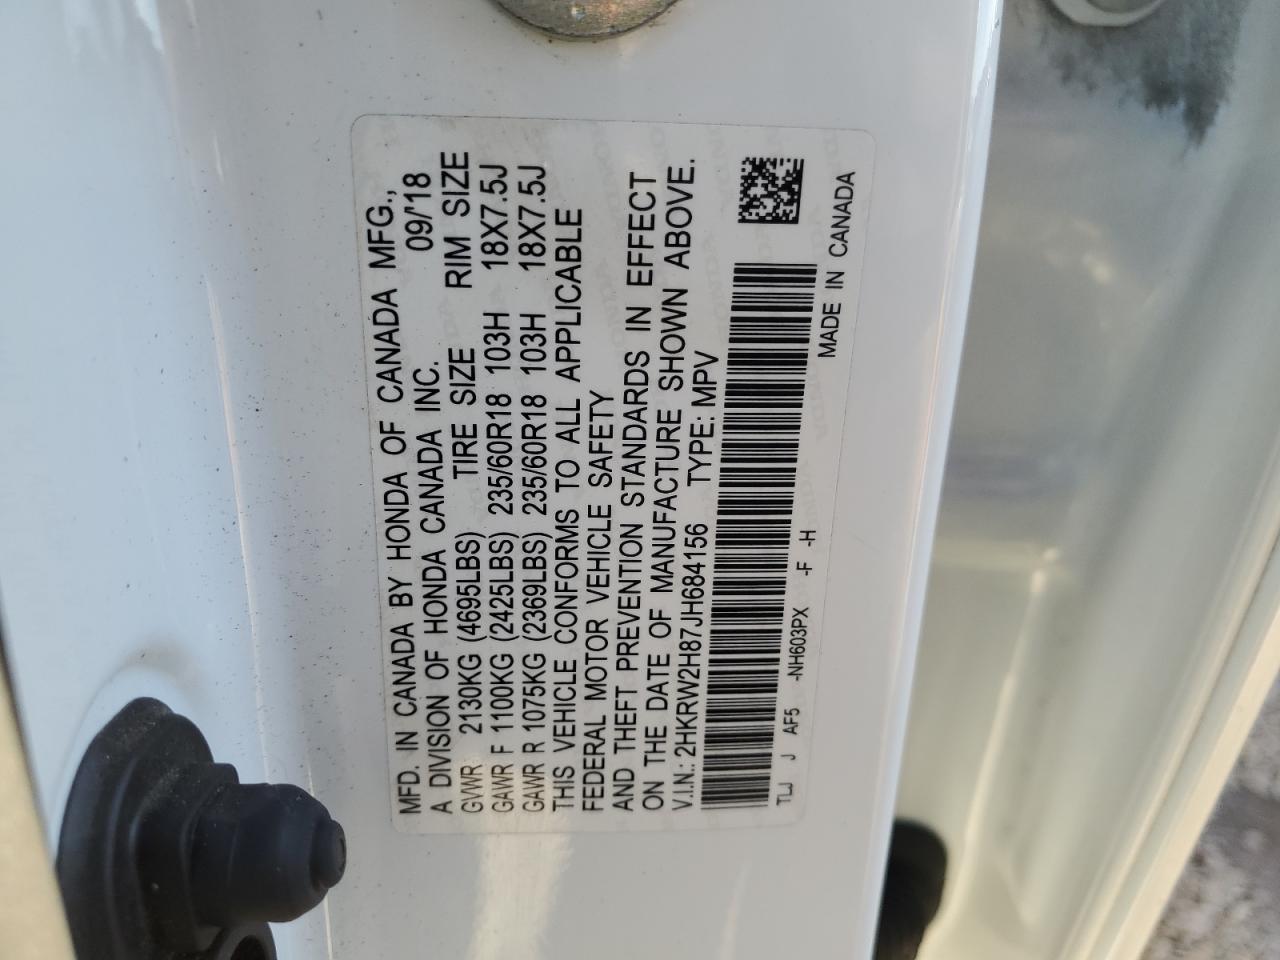 MFD. IN CANADA BY HONDA OF CANADA MFG.,
A DIVISION OF HONDA CANADA INC. 09/'18
GVWR: 2130KG (4695LBS) TIRE SIZE RIM SIZE
GAWR F 1100KG (2425LBS) 235/60R18 103H 18X7.5J
GAWR R 1075KG (2369LBS) 235/60R18 103H 18X7.5J
THIS VEHICLE CONFORMS TO ALL APPLICABLE
FEDERAL MOTOR VEHICLE SAFETY
AND THEFT PREVENTION STANDARDS IN EFFECT
ON THE DATE OF MANUFACTURE SHOWN ABOVE.
V.I.N.: 2HKRW2H87JH684156 TYPE: MPV
TLJ J AF5 -NH603PX -F -H
MADE IN CANADA